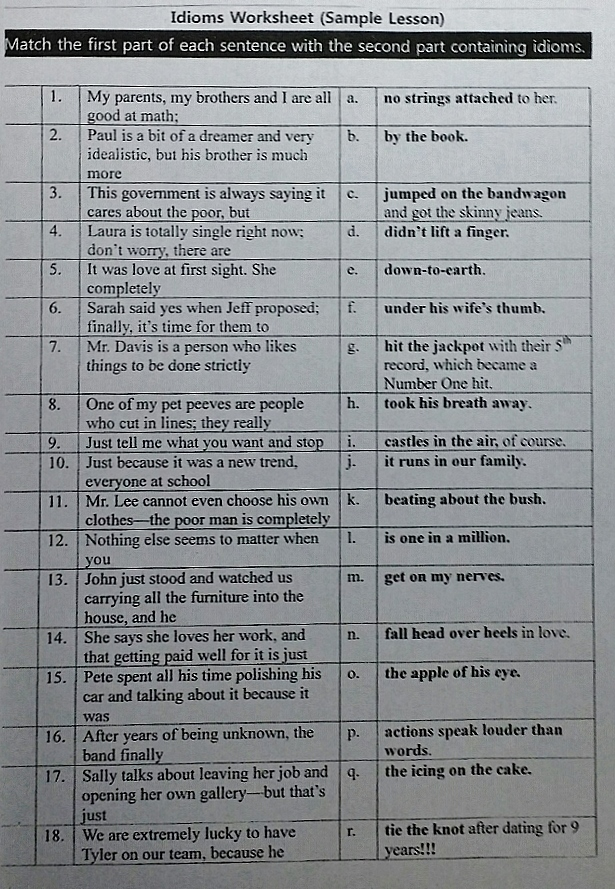 Idioms Worksheet (Sample Lesson)
Match the first part of each sentence with the second part containing idioms.
1. My parents, my brothers and I are all a. no strings attached to her.
good at math;
2. Paul is a bit of a dreamer and very b. by the book.
idealistic, but his brother is much
more
3. This government is always saying it c. jumped on the bandwagon
cares about the poor, but and got the skinny jeans.
4. Laura is totally single right now; d. didn't lift a finger.
don't worry, there are
5. It was love at first sight. She e. down-to-earth.
completely
6. Sarah said yes when Jeff proposed; f. under his wife's thumb.
finally, it's time for them to
7. Mr. Davis is a person who likes g. hit the jackpot with their 5th
things to be done strictly record, which became a
Number One hit.
8. One of my pet peeves are people h. took his breath away.
who cut in lines; they really
9. Just tell me what you want and stop i. castles in the air, of course.
10. Just because it was a new trend, j. it runs in our family.
everyone at school
11. Mr. Lee cannot even choose his own k. beating about the bush.
clothes—the poor man is completely
12. Nothing else seems to matter when l. is one in a million.
you
13. John just stood and watched us m. get on my nerves.
carrying all the furniture into the
house, and he
14. She says she loves her work, and n. fall head over heels in love.
that getting paid well for it is just
15. Pete spent all his time polishing his o. the apple of his eye.
car and talking about it because it
was
16. After years of being unknown, the p. actions speak louder than
band finally words.
17. Sally talks about leaving her job and q. the icing on the cake.
opening her own gallery—but that's
just
18. We are extremely lucky to have r. tie the knot after dating for 9
Tyler on our team, because he years!!!